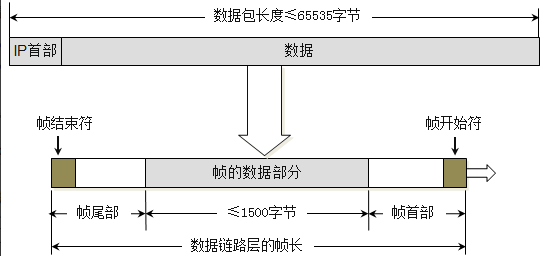 数据包长度≤65535字节
IP首部 数据
帧结束符 帧开始符
帧的数据部分
帧尾部 ≤1500字节 帧首部
数据链路层的帧长